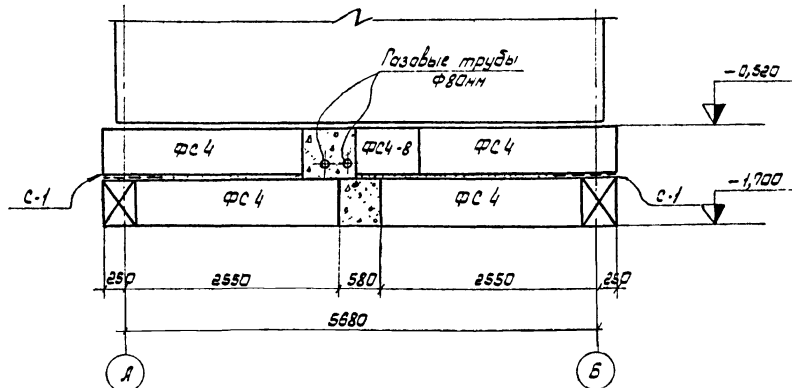 Газовые трубы
Ф80мм
-0,520
ФС4
ФС4-8
ФС4
С-1
С-1
-1,700
ФС4
ФС4
250
2550
580
2550
250
5680
А
Б